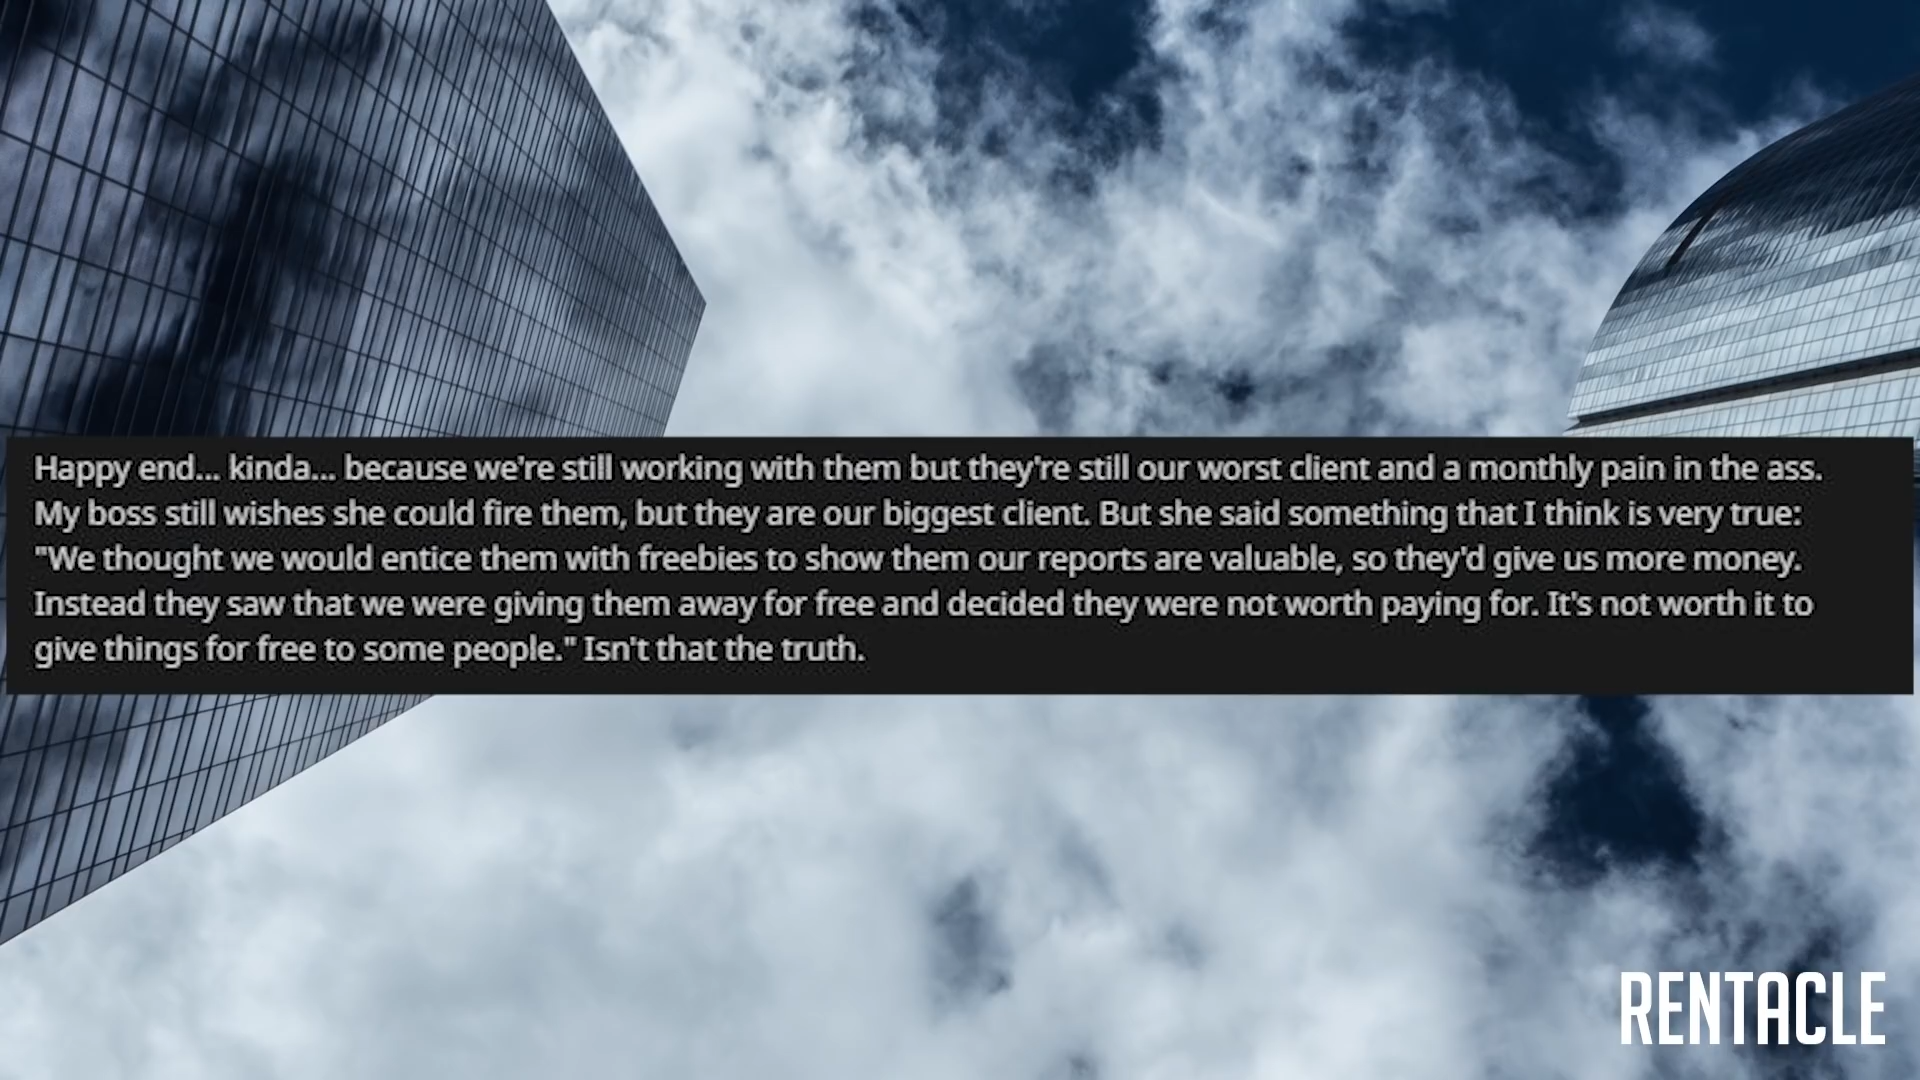 Happy end... kinda... because we're still working with them but they're still our worst client and a monthly pain in the ass.
My boss still wishes she could fire them, but they are our biggest client. But she said something that I think is very true:
"We thought we would entice them with freebies to show them our reports are valuable, so they'd give us more money.
Instead they saw that we were giving them away for free and decided they were not worth paying for. It's not worth it to
give things for free to some people." Isn't that the truth.
RENTACLE